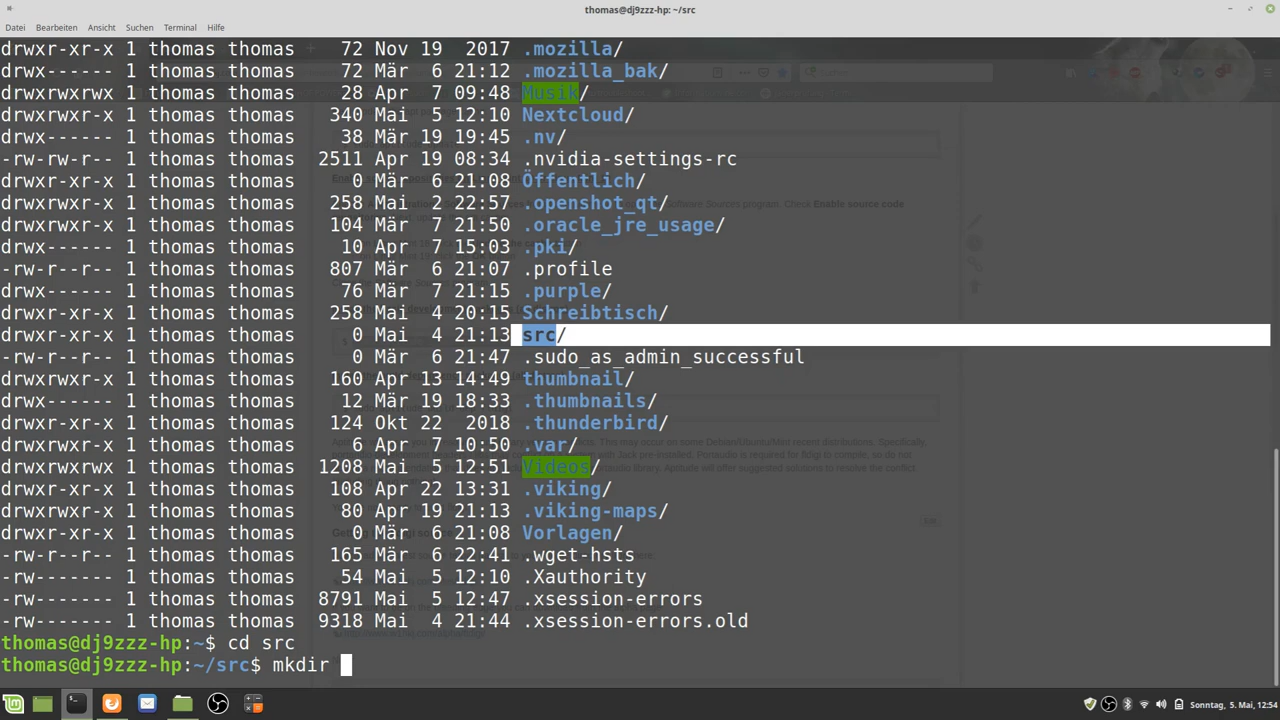 thomas@dj9zzz-hp: ~/src
Datei Bearbeiten Ansicht Suchen Terminal Hilfe
drwxr-xr-x 1 thomas thomas 72 Nov 19 2017 .mozilla/
drwx------ 1 thomas thomas 72 Mär 6 21:12 .mozilla_bak/
drwxrwxrwx 1 thomas thomas 28 Apr 7 09:48 Musik/
drwxr-xr-x 1 thomas thomas 340 Mai 5 12:10 Nextcloud/
drwx------ 1 thomas thomas 38 Mär 19 19:45 .nv/
-rw-rw-r-- 1 thomas thomas 2511 Apr 19 08:34 .nvidia-settings-rc
drwxr-xr-x 1 thomas thomas 0 Mär 6 21:08 Öffentlich/
drwxr-xr-x 1 thomas thomas 258 Mai 2 22:57 .openshot_qt/
drwxr-xr-x 1 thomas thomas 104 Mär 7 21:50 .oracle_jre_usage/
drwx------ 1 thomas thomas 10 Apr 7 15:03 .pki/
-rw-r--r-- 1 thomas thomas 807 Mär 6 21:07 .profile
drwx------ 1 thomas thomas 76 Mär 7 21:15 .purple/
drwxr-xr-x 1 thomas thomas 258 Mai 4 20:15 Schreibtisch/
drwxr-xr-x 1 thomas thomas 0 Mai 4 21:13 src/
-rw-r--r-- 1 thomas thomas 0 Mär 6 21:47 .sudo_as_admin_successful
drwxr-xr-x 1 thomas thomas 160 Apr 13 14:49 thumbnail/
drwx------ 1 thomas thomas 12 Mär 19 18:33 .thumbnails/
drwxr-xr-x 1 thomas thomas 124 Okt 22 2018 .thunderbird/
drwxr-xr-x 1 thomas thomas 6 Apr 7 10:50 .var/
drwxrwxrwx 1 thomas thomas 1208 Mai 5 12:51 Videos/
drwxr-xr-x 1 thomas thomas 108 Apr 22 13:31 .viking/
drwxr-xr-x 1 thomas thomas 80 Apr 19 21:13 .viking-maps/
drwxr-xr-x 1 thomas thomas 0 Mär 6 21:08 Vorlagen/
-rw-r--r-- 1 thomas thomas 165 Mär 6 22:41 .wget-hsts
-rw------- 1 thomas thomas 54 Mai 5 12:10 .Xauthority
-rw------- 1 thomas thomas 8791 Mai 5 12:47 .xsession-errors
-rw------- 1 thomas thomas 9318 Mai 4 21:44 .xsession-errors.old
thomas@dj9zzz-hp:~$ cd src
thomas@dj9zzz-hp:~/src$ mkdir
Sonntag, 5. Mai, 12:54